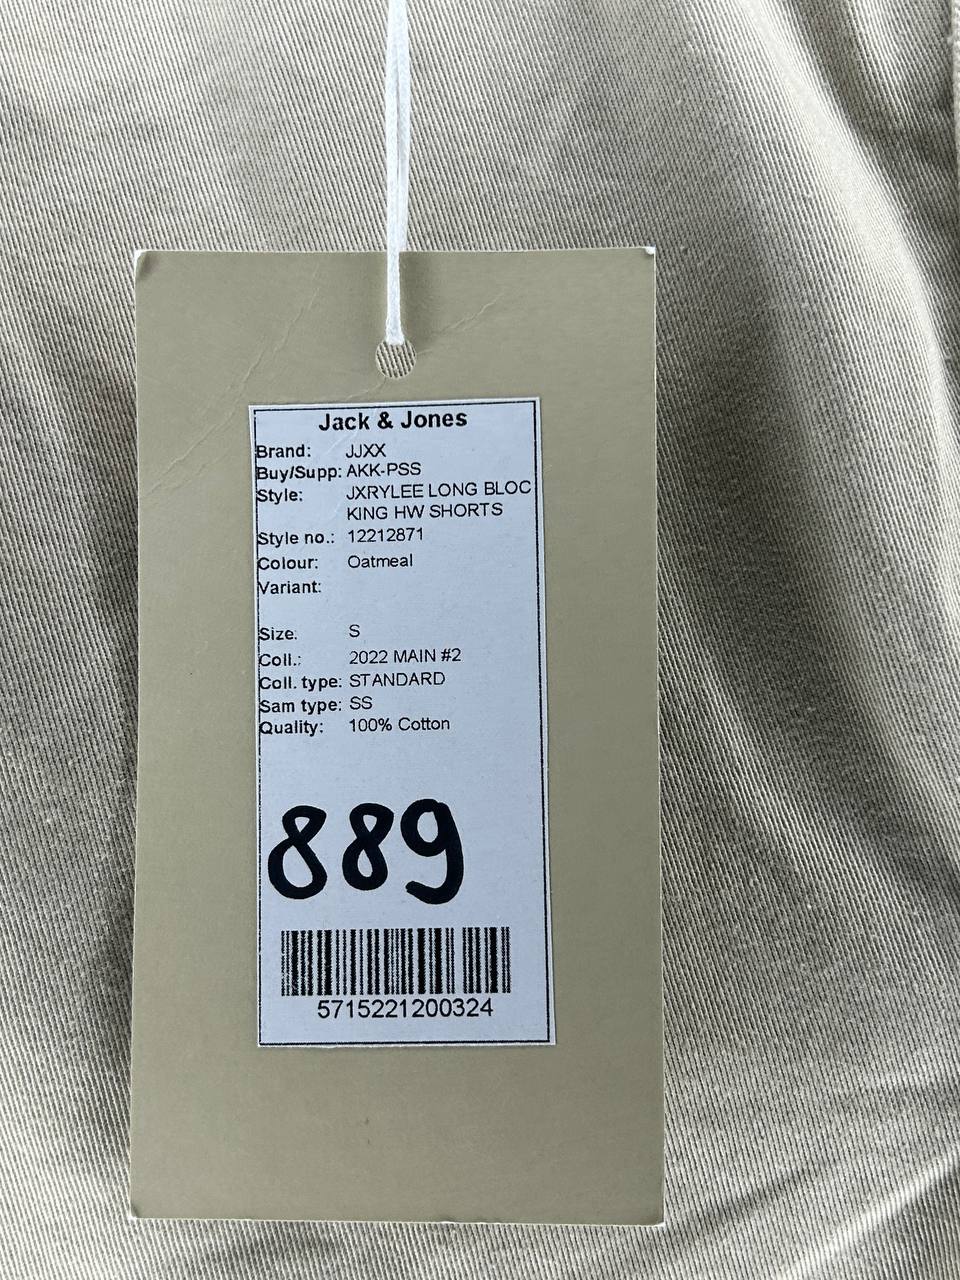 Jack & Jones
Brand: JJXX
Buy/Supp: AKK-PSS
Style: JXRYLEE LONG BLOC
KING HW SHORTS
Style no.: 12212871
Colour: Oatmeal
Variant:
Size: S
Coll.: 2022 MAIN #2
Coll. type: STANDARD
Sam type: SS
Quality: 100% Cotton
889
5715221200324